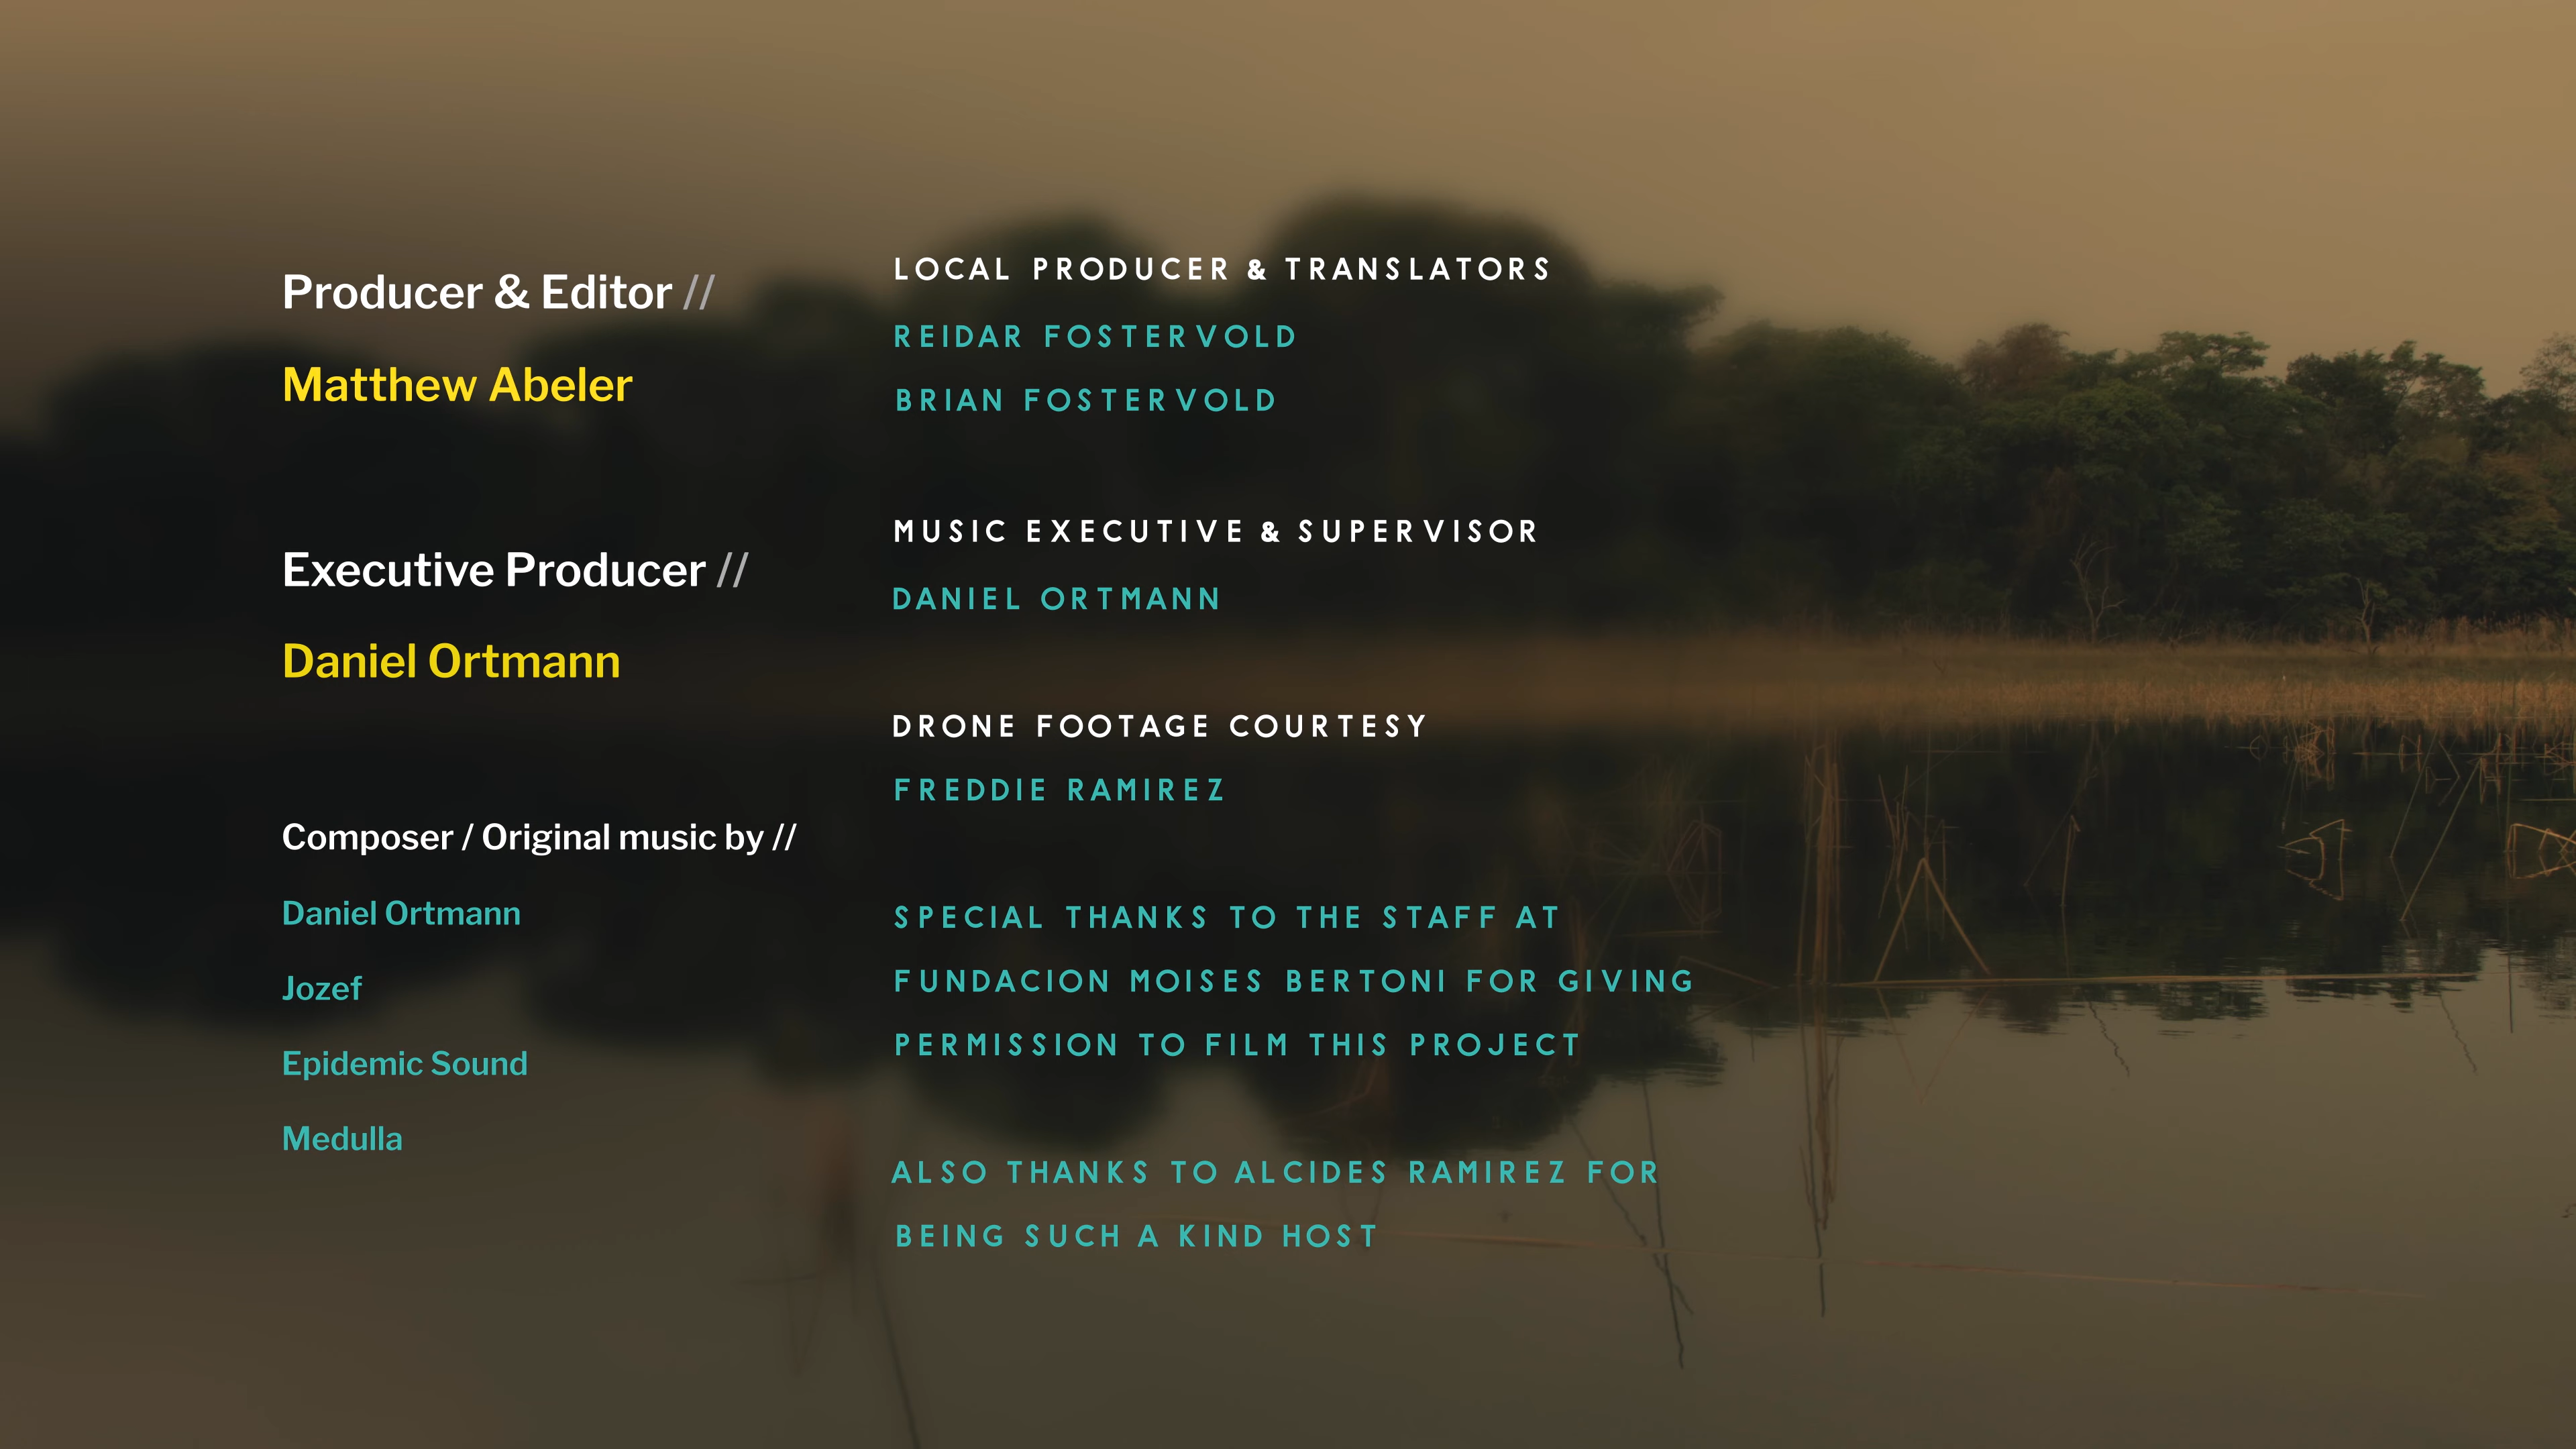 Producer & Editor //
Matthew Abeler
Executive Producer //
Daniel Ortmann
Composer / Original music by //
Daniel Ortmann
Jozef
Epidemic Sound
Medulla
LOCAL PRODUCER & TRANSLATORS
REIDAR FOSTERVOLD
BRIAN FOSTERVOLD
MUSIC EXECUTIVE & SUPERVISOR
DANIEL ORTMANN
DRONE FOOTAGE COURTESY
FREDDIE RAMIREZ
SPECIAL THANKS TO THE STAFF AT
FUNDACION MOISES BERTONI FOR GIVING
PERMISSION TO FILM THIS PROJECT
ALSO THANKS TO ALCIDES RAMIREZ FOR
BEING SUCH A KIND HOST